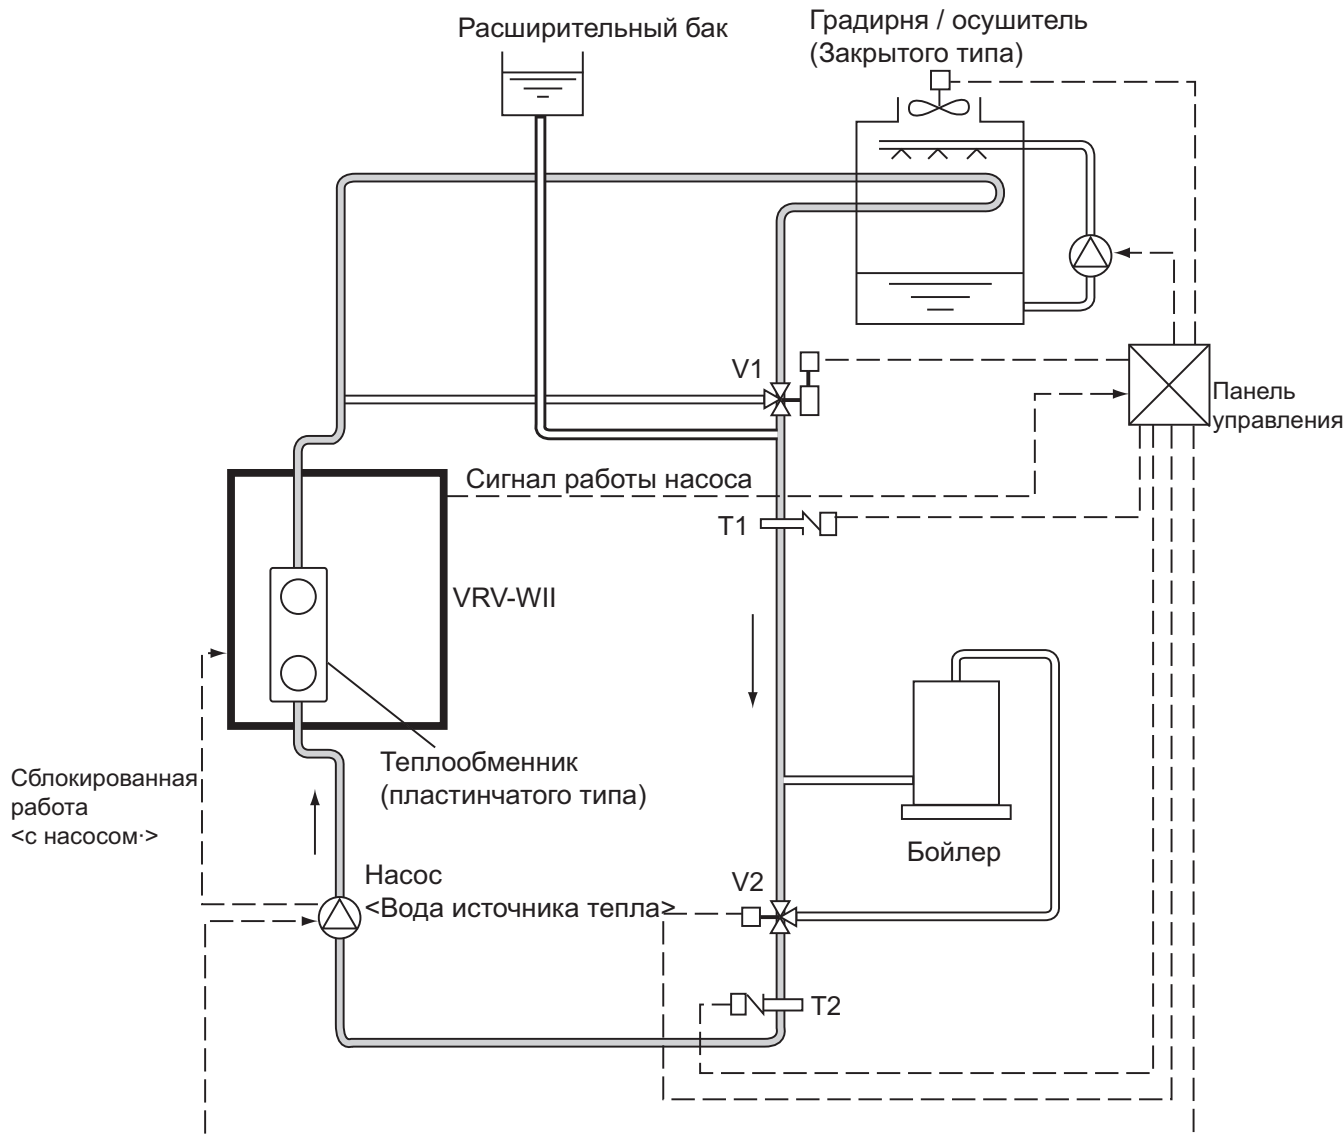 Расширительный бак
Градирня / осушитель
(Закрытого типа)
V1
Панель
управления
Сигнал работы насоса
T1
VRV-WII
Теплообменник
(пластинчатого типа)
Сблокированная
работа
<с насосом·>
Бойлер
Насос
<Вода источника тепла>
V2
T2